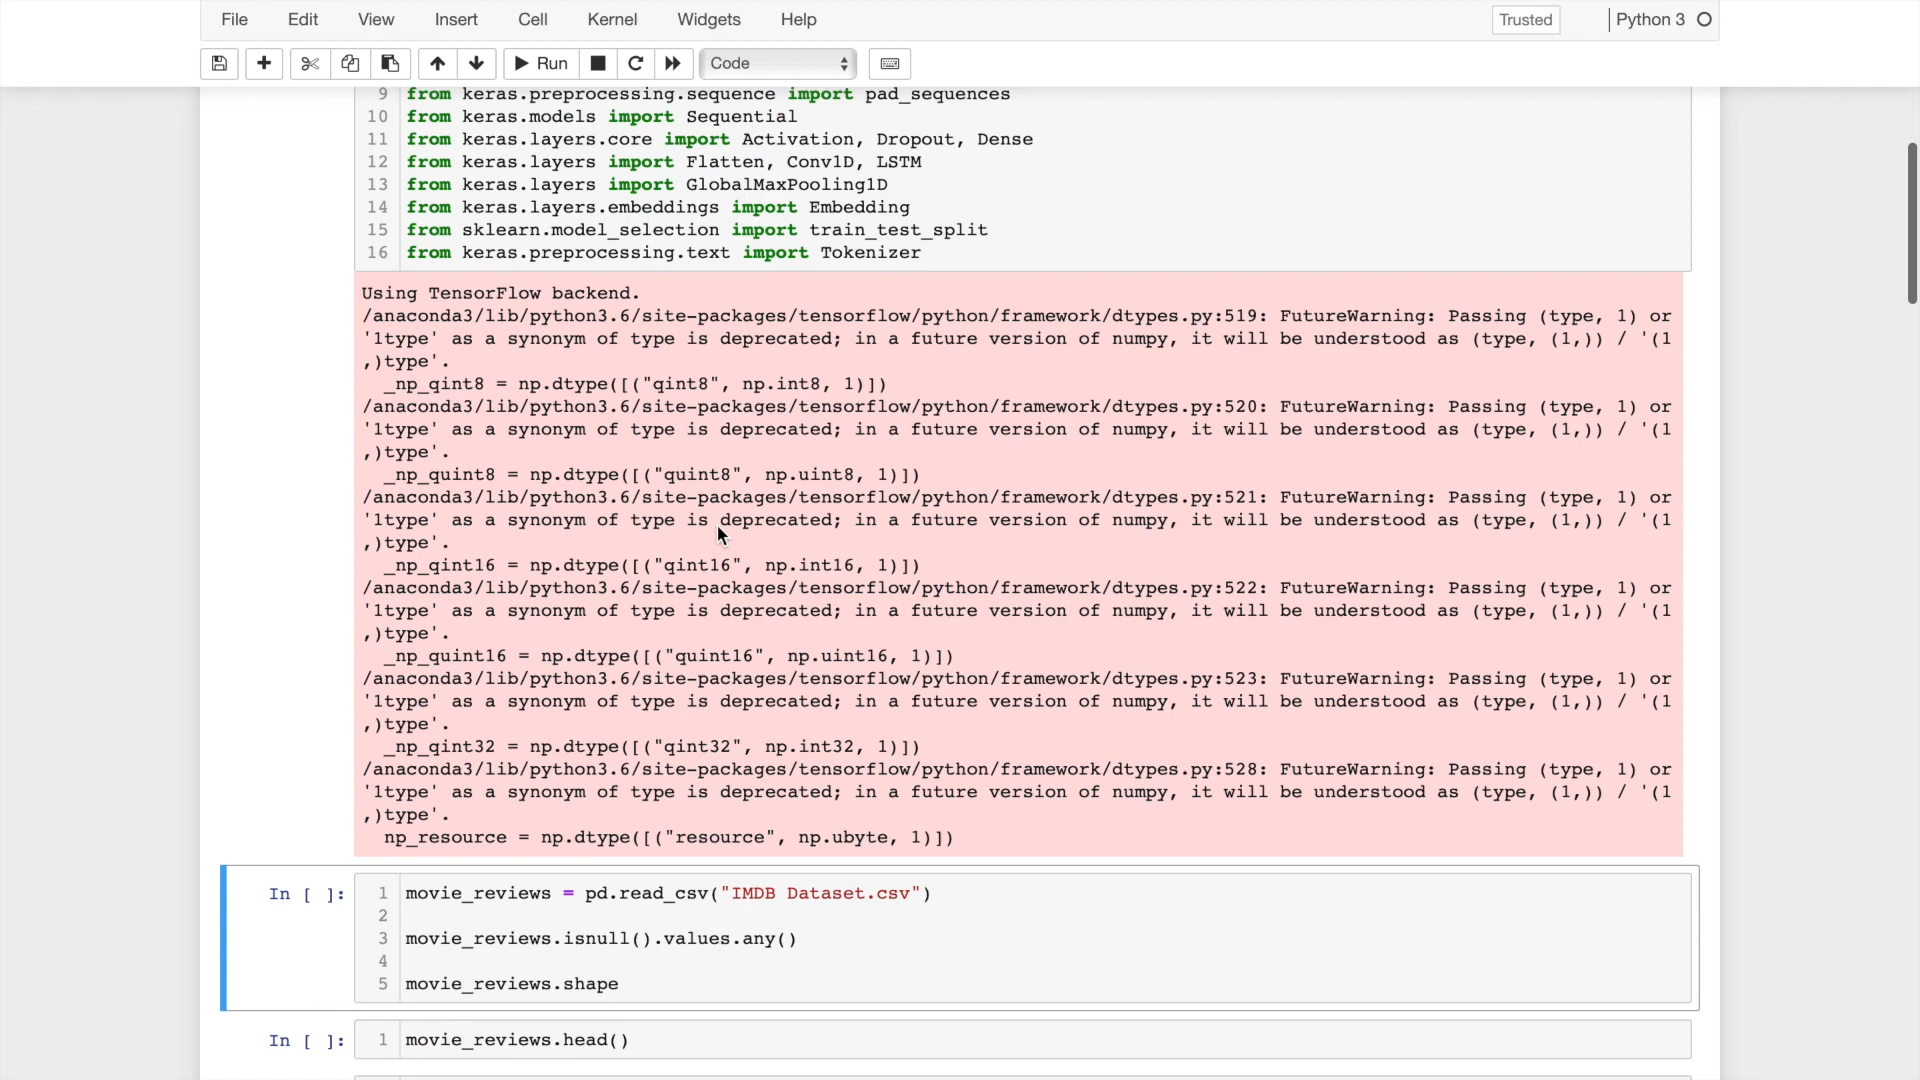 File Edit View Insert Cell Kernel Widgets Help Trusted Python 3
Run Code
9 from keras.preprocessing.sequence import pad_sequences
10 from keras.models import Sequential
11 from keras.layers.core import Activation, Dropout, Dense
12 from keras.layers import Flatten, Conv1D, LSTM
13 from keras.layers import GlobalMaxPooling1D
14 from keras.layers.embeddings import Embedding
15 from sklearn.model_selection import train_test_split
16 from keras.preprocessing.text import Tokenizer
Using TensorFlow backend.
/anaconda3/lib/python3.6/site-packages/tensorflow/python/framework/dtypes.py:519: FutureWarning: Passing (type, 1) or
'1type' as a synonym of type is deprecated; in a future version of numpy, it will be understood as (type, (1,)) / '(1
,)type'.
_np_qint8 = np.dtype([("qint8", np.int8, 1)])
/anaconda3/lib/python3.6/site-packages/tensorflow/python/framework/dtypes.py:520: FutureWarning: Passing (type, 1) or
'1type' as a synonym of type is deprecated; in a future version of numpy, it will be understood as (type, (1,)) / '(1
,)type'.
_np_quint8 = np.dtype([("quint8", np.uint8, 1)])
/anaconda3/lib/python3.6/site-packages/tensorflow/python/framework/dtypes.py:521: FutureWarning: Passing (type, 1) or
'1type' as a synonym of type is deprecated; in a future version of numpy, it will be understood as (type, (1,)) / '(1
,)type'.
_np_qint16 = np.dtype([("qint16", np.int16, 1)])
/anaconda3/lib/python3.6/site-packages/tensorflow/python/framework/dtypes.py:522: FutureWarning: Passing (type, 1) or
'1type' as a synonym of type is deprecated; in a future version of numpy, it will be understood as (type, (1,)) / '(1
,)type'.
_np_quint16 = np.dtype([("quint16", np.uint16, 1)])
/anaconda3/lib/python3.6/site-packages/tensorflow/python/framework/dtypes.py:523: FutureWarning: Passing (type, 1) or
'1type' as a synonym of type is deprecated; in a future version of numpy, it will be understood as (type, (1,)) / '(1
,)type'.
_np_qint32 = np.dtype([("qint32", np.int32, 1)])
/anaconda3/lib/python3.6/site-packages/tensorflow/python/framework/dtypes.py:528: FutureWarning: Passing (type, 1) or
'1type' as a synonym of type is deprecated; in a future version of numpy, it will be understood as (type, (1,)) / '(1
,)type'.
np_resource = np.dtype([("resource", np.ubyte, 1)])
In [ ]: 1 movie_reviews = pd.read_csv("IMDB Dataset.csv")
2
3 movie_reviews.isnull().values.any()
4
5 movie_reviews.shape
In [ ]: 1 movie_reviews.head()